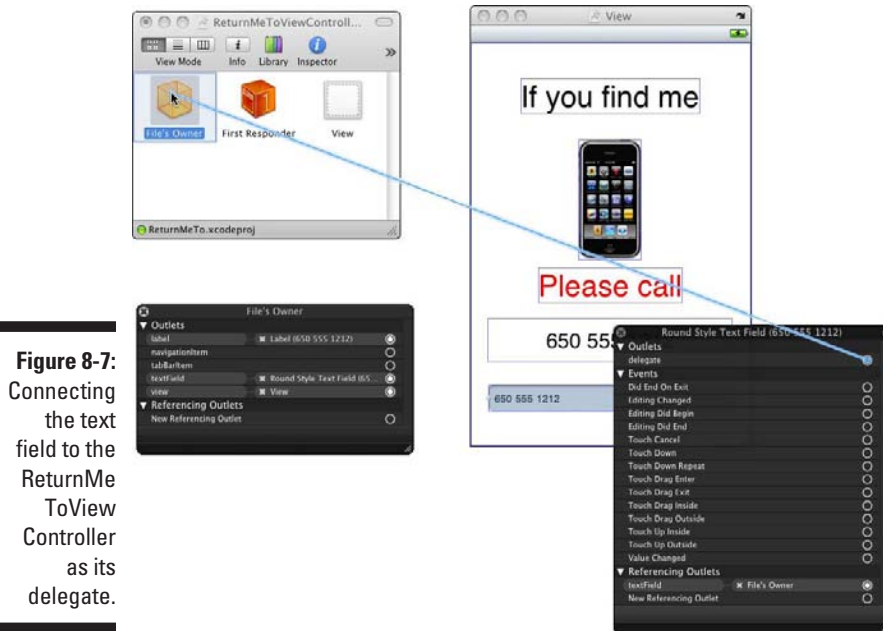 ReturnMeToViewControll...
View Mode
Info
Library
Inspector
File's Owner
First Responder
View
ReturnMeTo.xcodeproj
View
If you find me
Please call
650 555
650 555 1212
File's Owner
Outlets
label
Label (650 555 1212)
navigationItem
tabBarItem
textField
Round Style Text Field (65...
view
View
Referencing Outlets
New Referencing Outlet
Round Style Text Field (650 555 1212)
Outlets
delegate
Events
Did End On Exit
Editing Changed
Editing Did Begin
Editing Did End
Touch Cancel
Touch Down
Touch Down Repeat
Touch Drag Enter
Touch Drag Exit
Touch Drag Inside
Touch Drag Outside
Touch Up Inside
Touch Up Outside
Value Changed
Referencing Outlets
textField
File's Owner
New Referencing Outlet
Figure 8-7:
Connecting
the text
field to the
ReturnMe
ToView
Controller
as its
delegate.